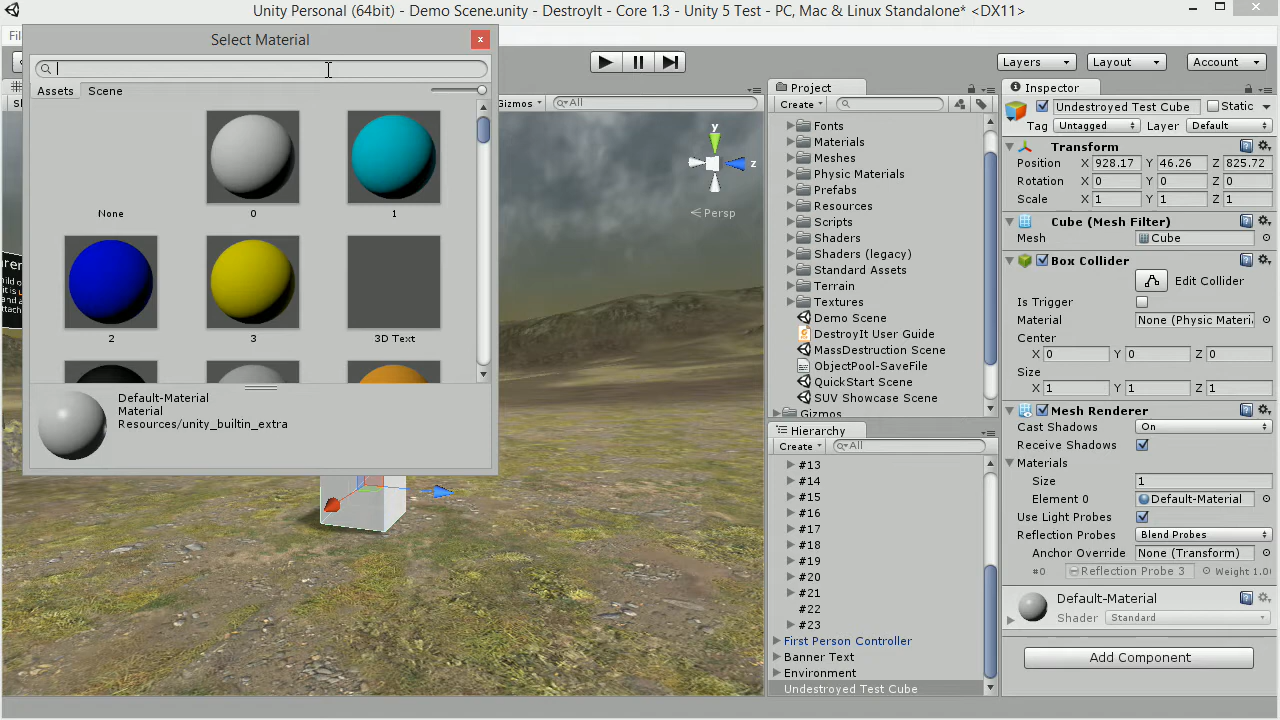 Unity Personal (64bit) - Demo Scene.unity - DestroyIt - Core 1.3 - Unity 5 Test - PC, Mac & Linux Standalone* <DX11>
Select Material
x
Layers
Layout
Account
Assets
Scene
Gizmos
All
None
0
1
2
3
3D Text
Default-Material
Material
Resources/unity_builtin_extra
y
z
Persp
Project
Create
Fonts
Materials
Meshes
Physic Materials
Prefabs
Resources
Scripts
Shaders
Shaders (legacy)
Standard Assets
Terrain
Textures
Demo Scene
DestroyIt User Guide
MassDestruction Scene
ObjectPool-SaveFile
QuickStart Scene
SUV Showcase Scene
Gizmos
Hierarchy
Create
All
#13
#14
#15
#16
#17
#18
#19
#20
#21
#22
#23
First Person Controller
Banner Text
Environment
Undestroyed Test Cube
Inspector
Undestroyed Test Cube
Static
Tag Untagged Layer Default
Transform
Position X 928.17 Y 46.26 Z 825.72
Rotation X 0 Y 0 Z 0
Scale X 1 Y 1 Z 1
Cube (Mesh Filter)
Mesh Cube
Box Collider
Edit Collider
Is Trigger
Material None (Physic Materi
Center
X 0 Y 0 Z 0
Size
X 1 Y 1 Z 1
Mesh Renderer
Cast Shadows On
Receive Shadows
Materials
Size 1
Element 0 Default-Material
Use Light Probes
Reflection Probes Blend Probes
Anchor Override None (Transform)
#0 Reflection Probe 3 Weight 1.0
Default-Material
Shader Standard
Add Component